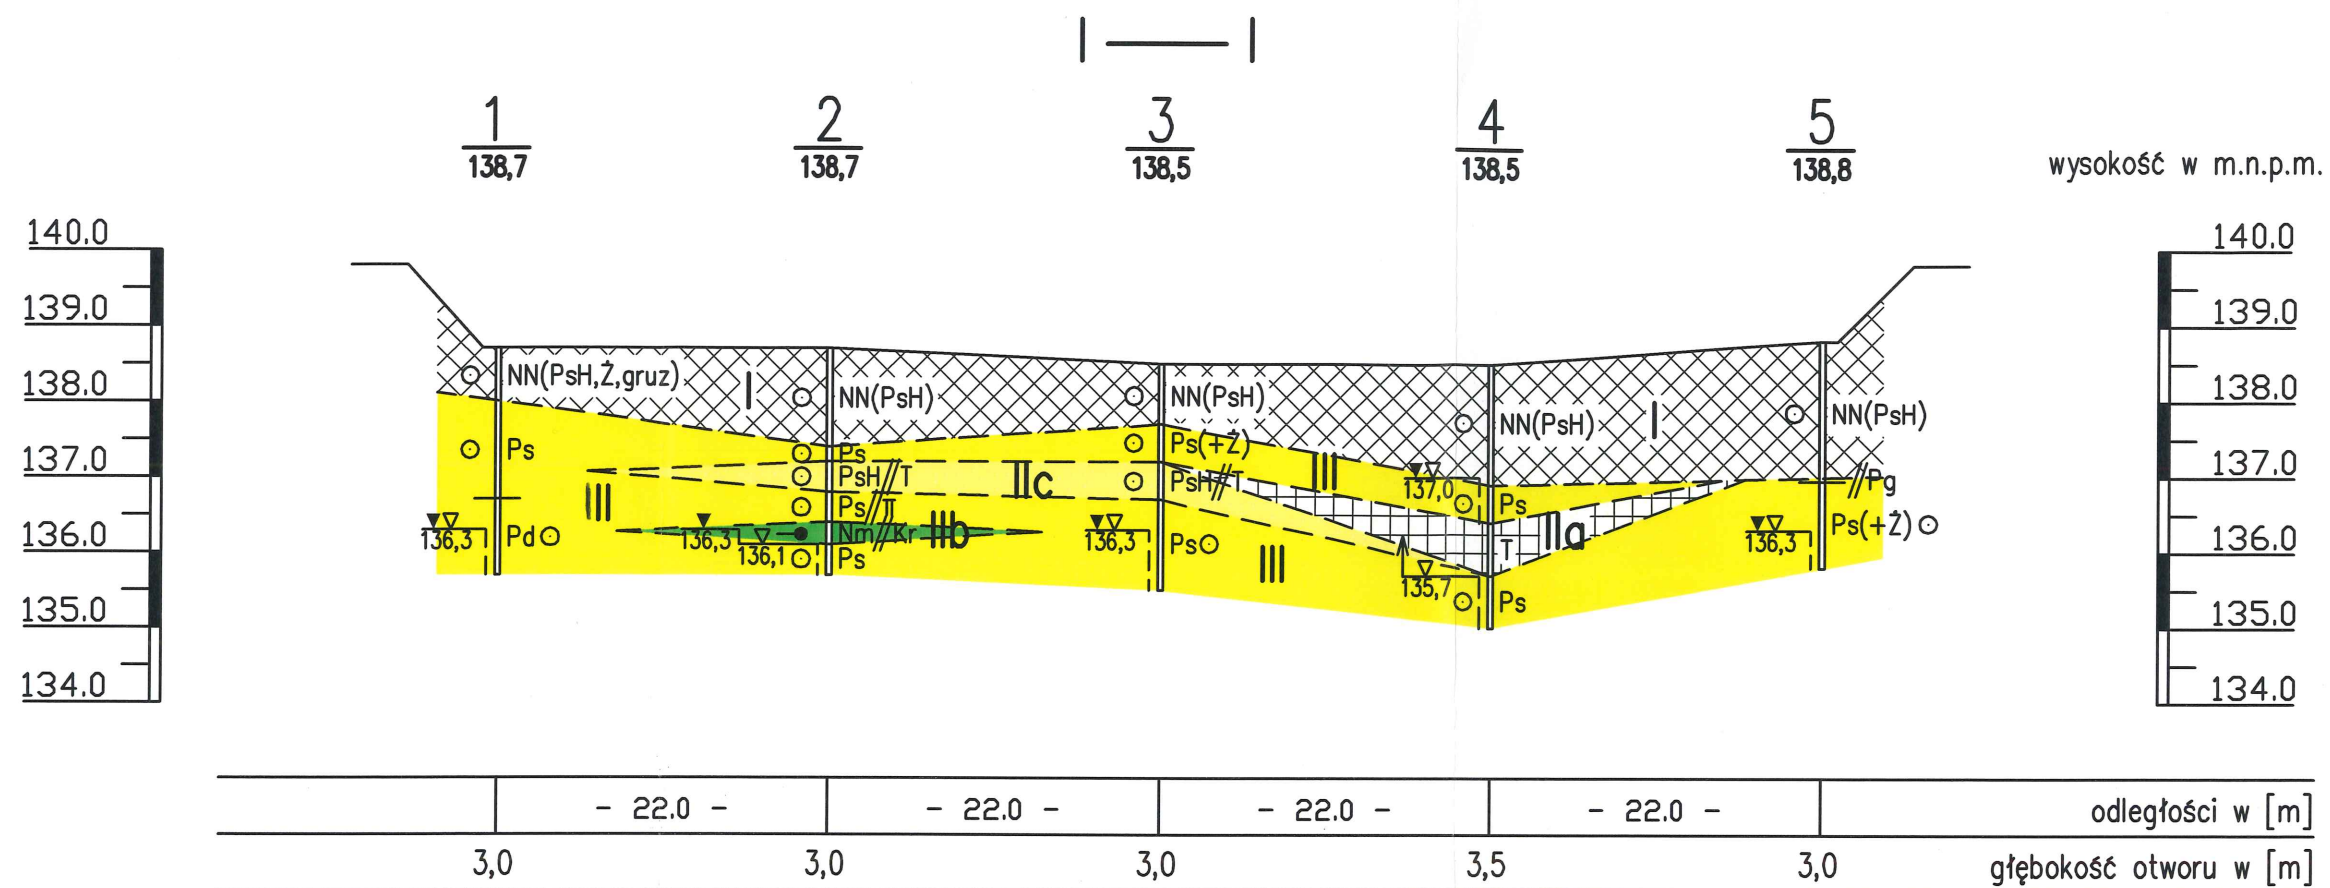 I — I
1 2 3 4 5
138,7 138,7 138,5 138,5 138,8
wysokość w m.n.p.m.
140.0 140.0
139.0 139.0
138.0 138.0
137.0 137.0
136.0 136.0
135.0 135.0
134.0 134.0
NN(PsH,Ż,gruz) I NN(PsH) NN(PsH) NN(PsH) I NN(PsH)
Ps Ps Ps(+Ż) III 137,0 Ps //Pg
PsH//T IIc PsH//T
III Ps//π
136,3 Pd 136,3 136,1 Nm//Kr IIb 136,3 Ps T IIa 136,3 Ps(+Ż)
Ps III 135,7 Ps
- 22.0 - - 22.0 - - 22.0 - - 22.0 - odległości w [m]
3,0 3,0 3,0 3,5 3,0 głębokość otworu w [m]